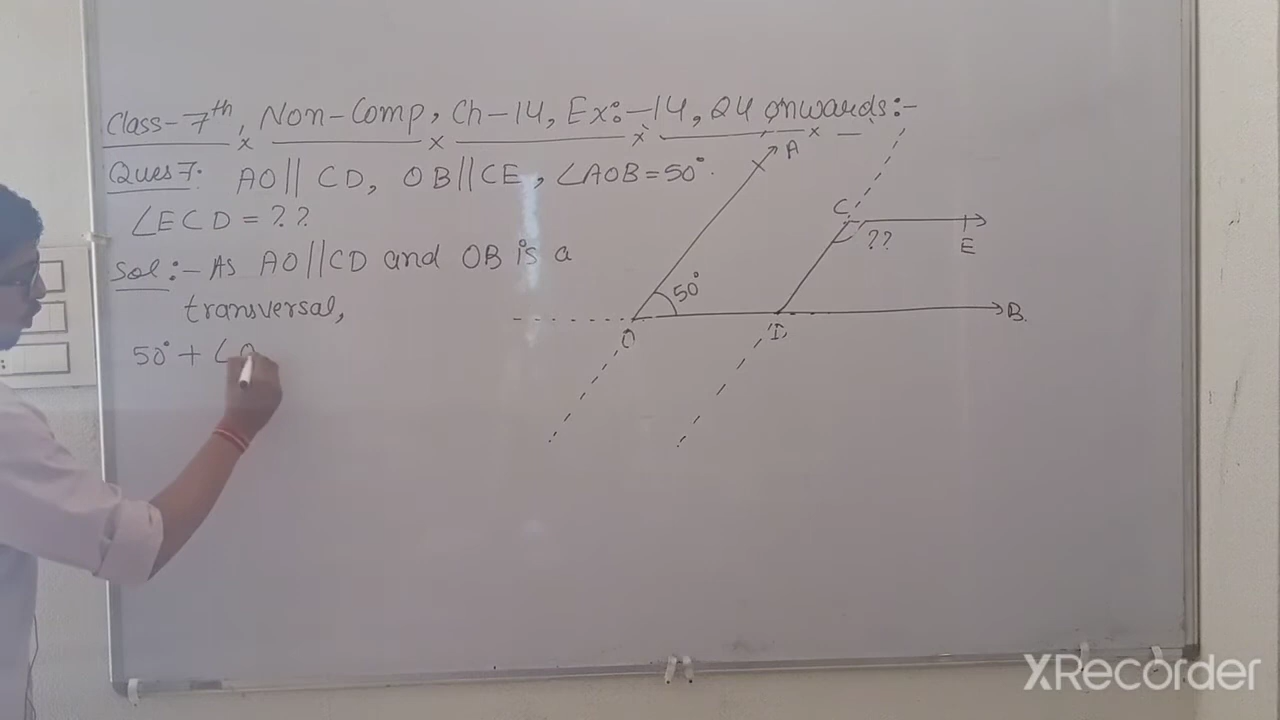 Class-7th, Non-Comp, Ch-14, Ex:-14, 24 onwards:-
Ques 7: AO||CD, OB||CE, ∠AOB=50°.
∠ECD = ??
Sol:- As AO||CD and OB is a
transversal,
50° + ∠O
A
C
??
E
50°
O
D
B
XRecorder